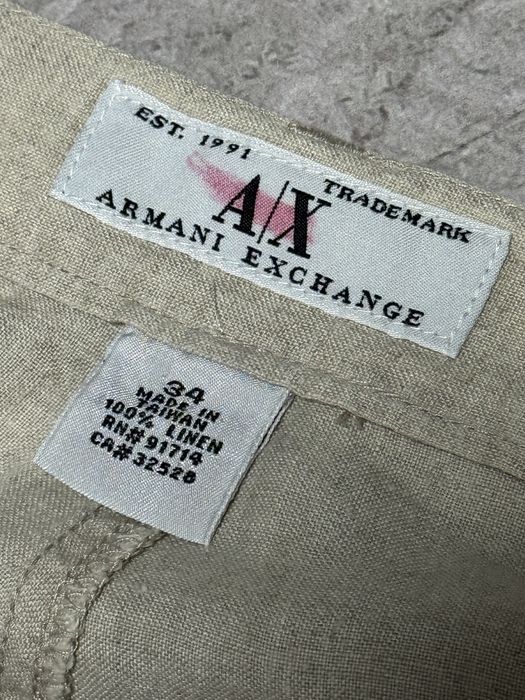 EST. 1991 TRADEMARK
A/X
ARMANI EXCHANGE
34
MADE IN
TAIWAN
100% LINEN
RN# 91714
CA# 32528